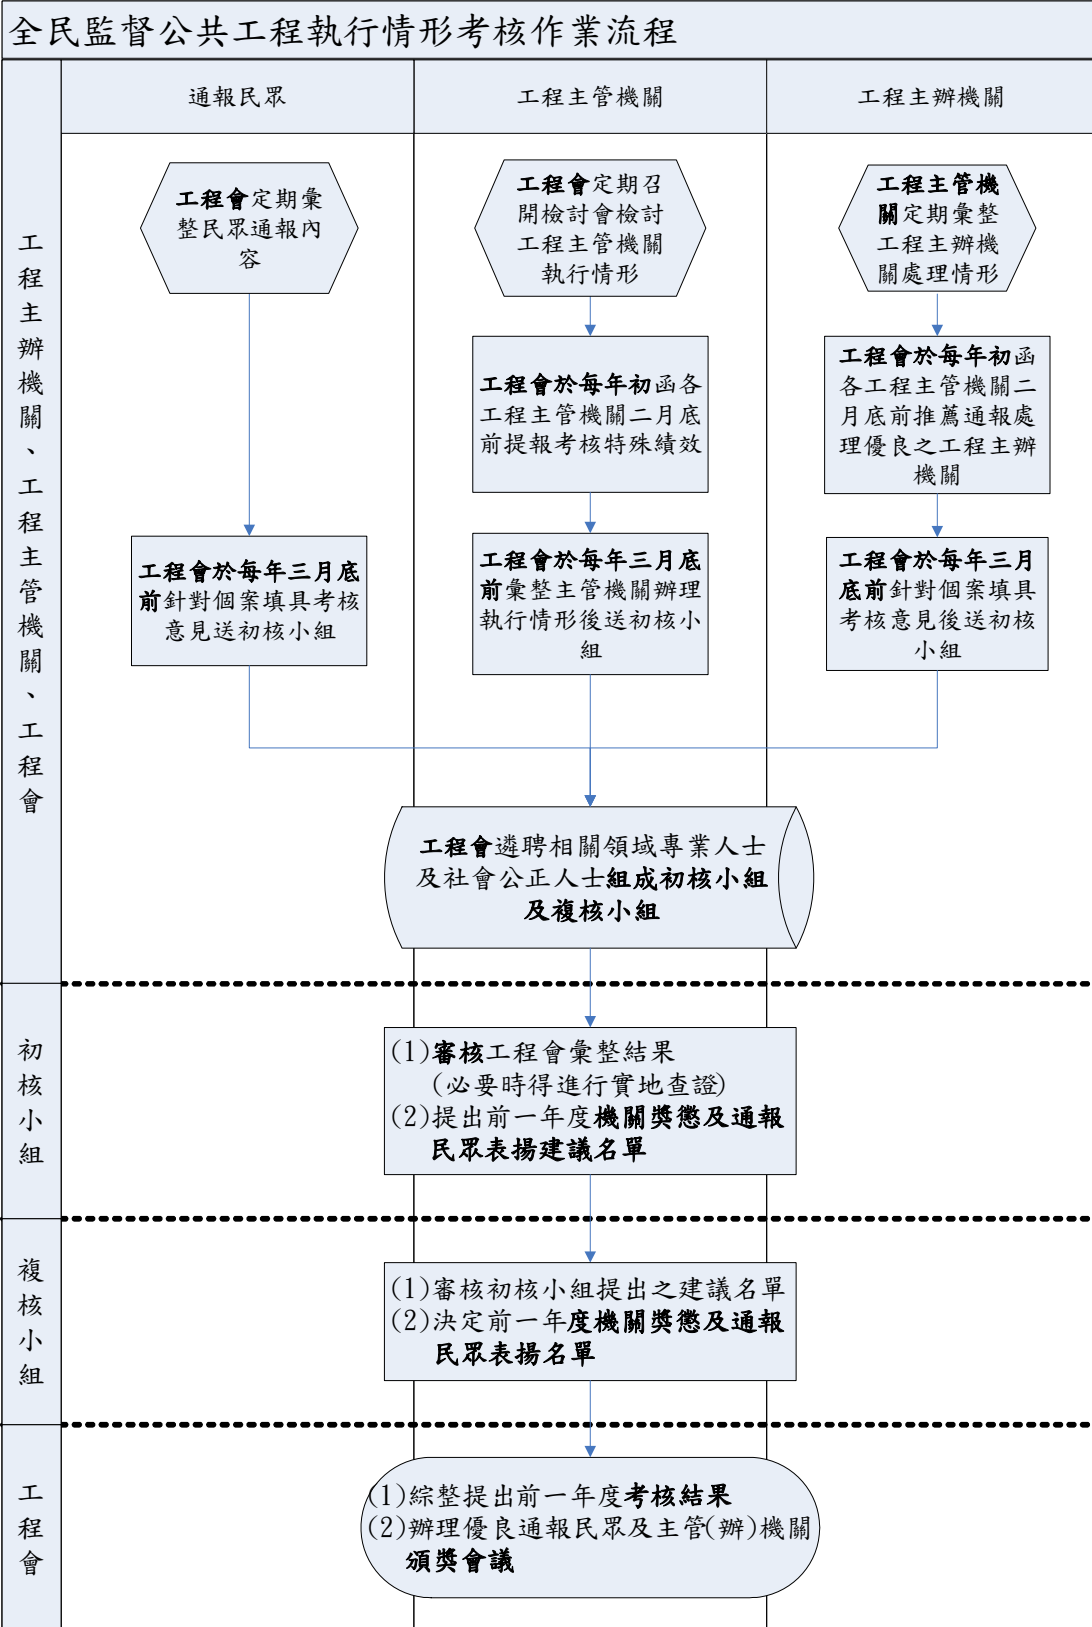 全民監督公共工程執行情形考核作業流程
通報民眾
工程主管機關
工程主辦機關
工程主辦機關、工程主管機關、工程會
工程會定期彙
整民眾通報內
容
工程會定期召
開檢討會檢討
工程主管機關
執行情形
工程主管機
關定期彙整
工程主辦機
關處理情形
工程會於每年初函各
工程主管機關二月底
前提報考核特殊績效
工程會於每年初函
各工程主管機關二
月底前推薦通報處
理優良之工程主辦
機關
工程會於每年三月底
前針對個案填具考核
意見送初核小組
工程會於每年三月底
前彙整主管機關辦理
執行情形後送初核小
組
工程會於每年三月
底前針對個案填具
考核意見後送初核
小組
工程會遴聘相關領域專業人士
及社會公正人士組成初核小組
及複核小組
初核小組
(1)審核工程會彙整結果
(必要時得進行實地查證)
(2)提出前一年度機關獎懲及通報
民眾表揚建議名單
複核小組
(1)審核初核小組提出之建議名單
(2)決定前一年度機關獎懲及通報
民眾表揚名單
工程會
(1)綜整提出前一年度考核結果
(2)辦理優良通報民眾及主管(辦)機關
頒獎會議